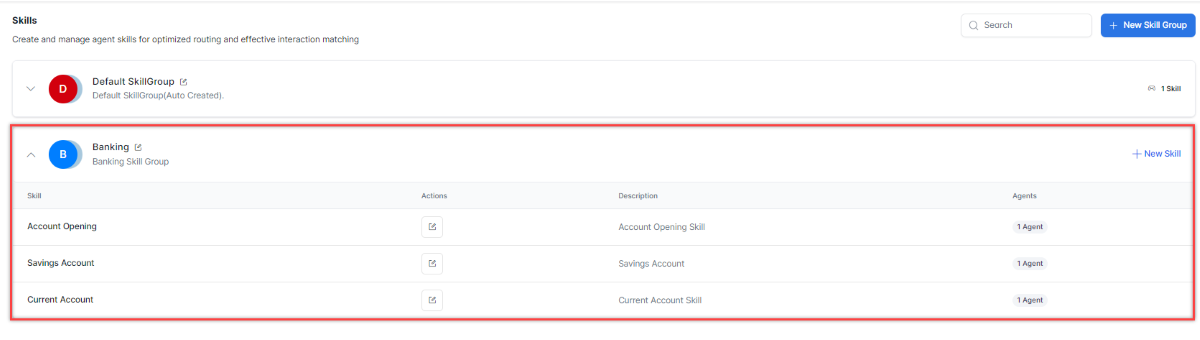 Skills
Create and manage agent skills for optimized routing and effective interaction matching
Search
+ New Skill Group
D
Default SkillGroup
Default SkillGroup(Auto Created).
1 Skill
B
Banking
Banking Skill Group
+ New Skill
Skill Actions Description Agents
Account Opening Account Opening Skill 1 Agent
Savings Account Savings Account 1 Agent
Current Account Current Account Skill 1 Agent